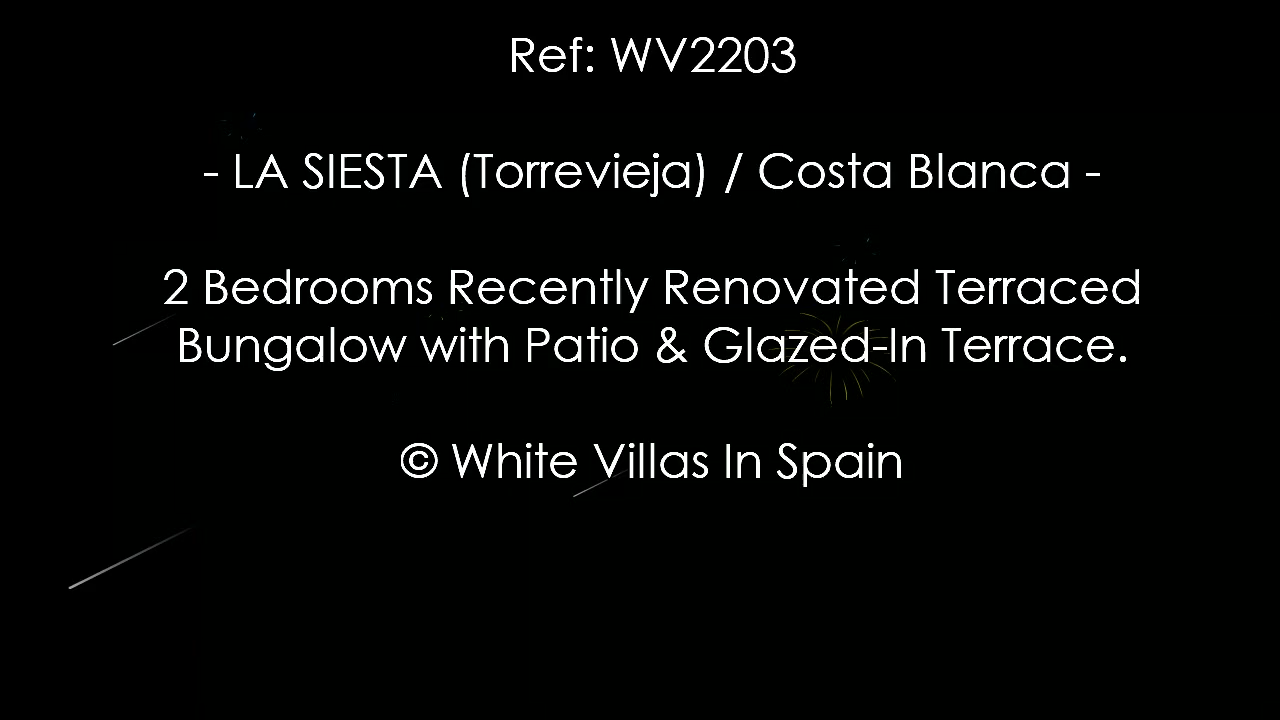 Ref: WV2203
- LA SIESTA (Torrevieja) / Costa Blanca -
2 Bedrooms Recently Renovated Terraced
Bungalow with Patio & Glazed-In Terrace.
© White Villas In Spain